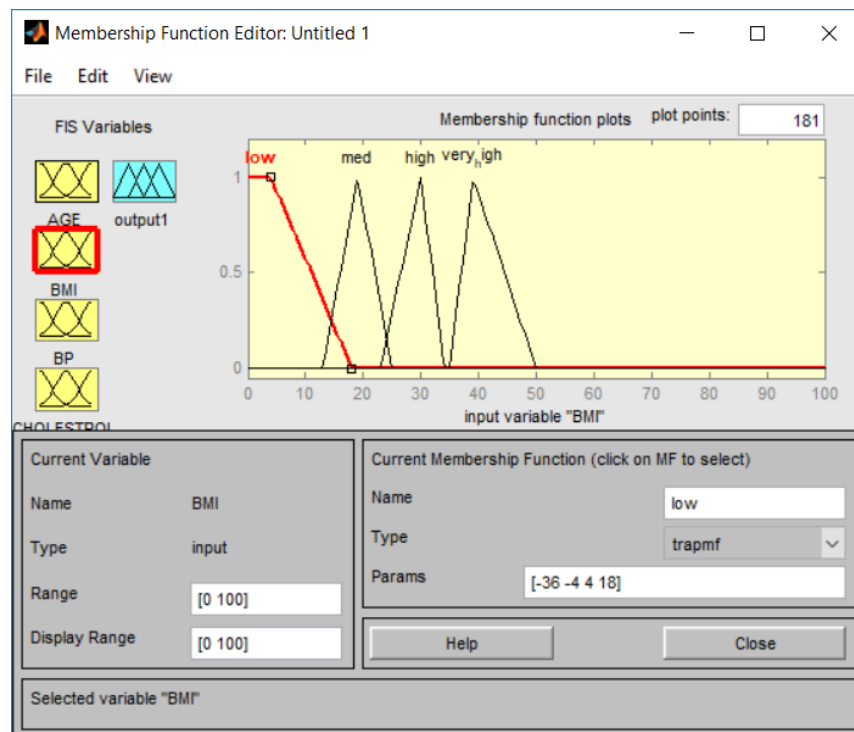 Membership Function Editor: Untitled 1
File Edit View
FIS Variables
Membership function plots plot points: 181
low med high very_high
AGE output1
BMI
BP
CHOLESTROL
1
0.5
0
0 10 20 30 40 50 60 70 80 90 100
input variable "BMI"
Current Variable
Name BMI
Type input
Range [0 100]
Display Range [0 100]
Current Membership Function (click on MF to select)
Name low
Type trapmf
Params [-36 -4 4 18]
Help Close
Selected variable "BMI"